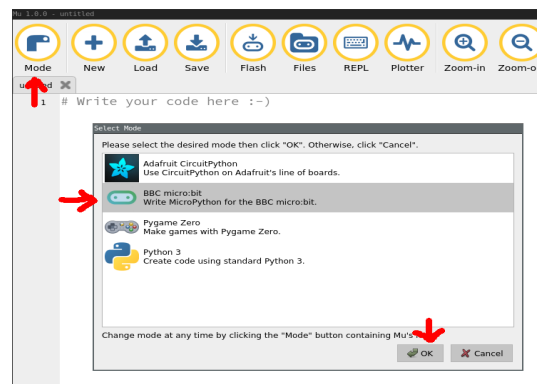 Mu 1.0.0 - untitled
Mode New Load Save Flash Files REPL Plotter Zoom-in Zoom-o
1 # Write your code here :-)
Select Mode
Please select the desired mode then click "OK". Otherwise, click "Cancel".
Adafruit CircuitPython
Use CircuitPython on Adafruit's line of boards.
BBC micro:bit
Write MicroPython for the BBC micro:bit.
Pygame Zero
Make games with Pygame Zero.
Python 3
Create code using standard Python 3.
Change mode at any time by clicking the "Mode" button containing Mu's
OK Cancel